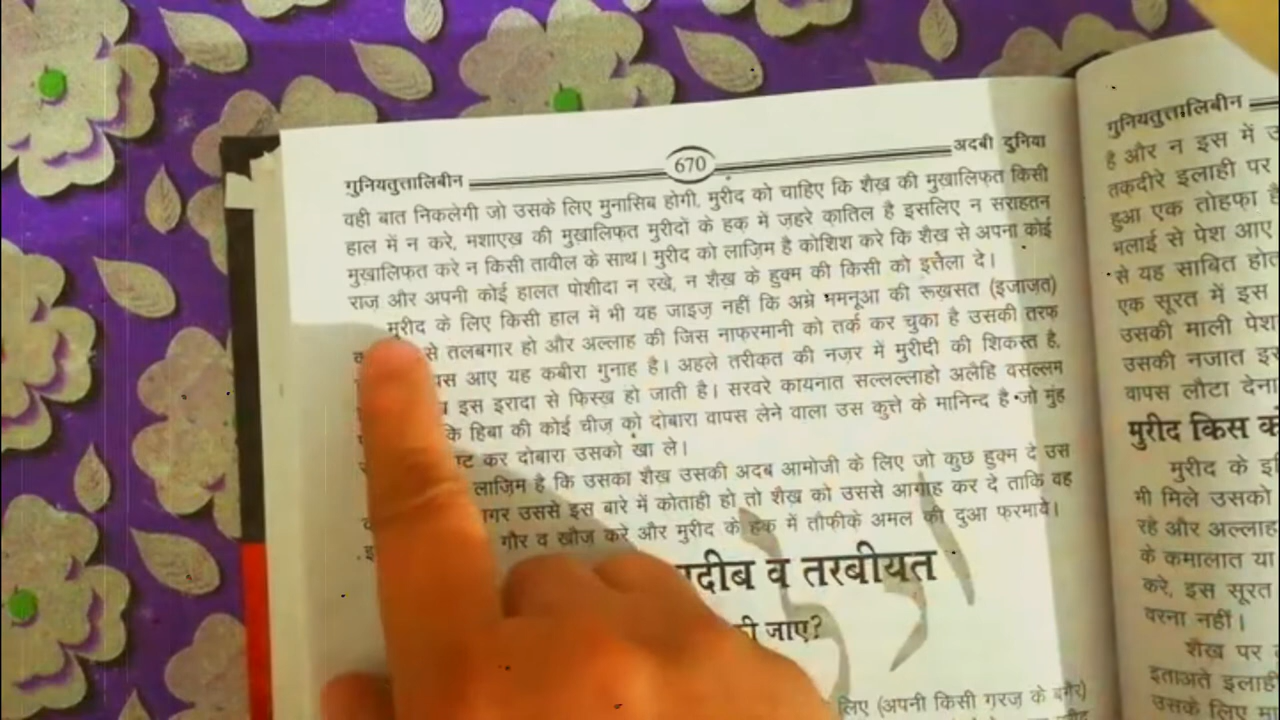 गुनियतुत्तालिबीन 670 अदबी दुनिया
वही बात निकलेगी जो उसके लिए मुनासिब होगी, मुरीद को चाहिए कि शैख़ की मुख़ालिफ़त किसी
हाल में न करे, मशाएख़ की मुख़ालिफ़त मुरीदों के हक़ में ज़हरे क़ातिल है इसलिए न सराहतन
मुख़ालिफ़त करे न किसी तावील के साथ। मुरीद को लाज़िम है कोशिश करे कि शैख़ से अपना कोई
राज़ और अपनी कोई हालत पोशीदा न रखे, न शैख़ के हुक्म की किसी को इत्तेला दे।
मुरीद के लिए किसी हाल में भी यह जाइज़ नहीं कि अम्रे ममनूआ की रूख़सत (इजाज़त)
से तलबगार हो और अल्लाह की जिस नाफ़रमानी को तर्क कर चुका है उसकी तरफ़
आए यह कबीरा गुनाह है। अहले तरीक़त की नज़र में मुरीदी की शिकस्त है,
इस इरादा से फिस्ख़ हो जाती है। सरवरे कायनात सल्लल्लाहो अलैहि वसल्लम
कि हिबा की कोई चीज़ को दोबारा वापस लेने वाला उस कुत्ते के मानिन्द है जो मुंह
कर दोबारा उसको खा ले।
लाज़िम है कि उसका शैख़ उसकी अदब आमोजी के लिए जो कुछ हुक्म दे उस
उससे इस बारे में कोताही हो तो शैख़ को उससे आगाह कर दे ताकि वह
गौर व ख़ौज़ करे और मुरीद के हक़ में तौफ़ीक़े अमल की दुआ फ़रमाये।
व तरबीयत
जाए?
लिए (अपनी किसी ग़रज़ के बग़ैर)
गुनियतुत्तालिबीन
है और न इस में
तक़दीरे इलाही पर
हुआ एक तोहफ़ा
भलाई से पेश आए
से यह साबित
एक सूरत में इस
उसकी माली
उसकी नजात
वापस लौटा देना
मुरीद किस
मुरीद के
भी मिले उसको
रहे और अल्लाह
के कमालात या
करे, इस सूरत
वरना नहीं।
शैख़ पर
इताअते इलाही
उसके लिए